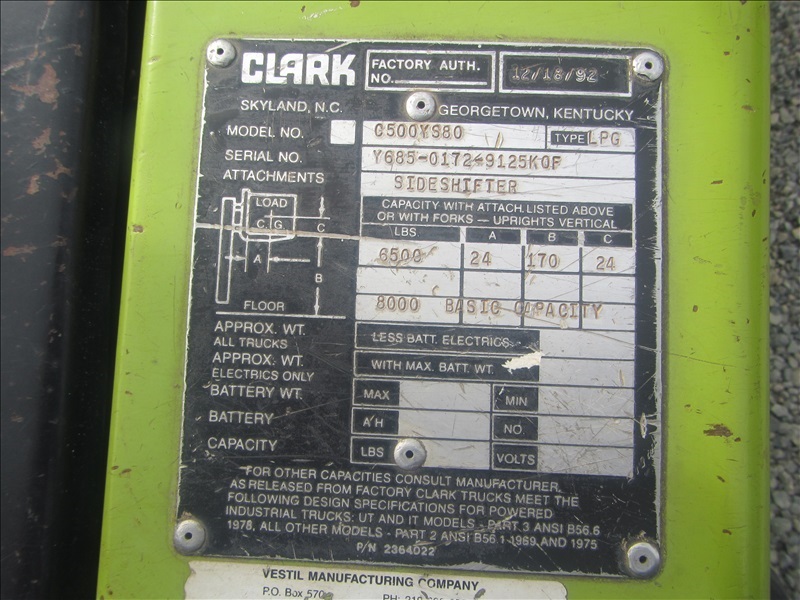 CLARK FACTORY AUTH. NO. 12/18/92
SKYLAND, N.C. GEORGETOWN, KENTUCKY
MODEL NO. C500YS80 TYPE LPG
SERIAL NO. Y685-0172-9125KOF
ATTACHMENTS SIDESHIFTER
CAPACITY WITH ATTACH. LISTED ABOVE
OR WITH FORKS — UPRIGHTS VERTICAL
LOAD
C. G. C
A
B
FLOOR
LBS A B C
6500 24 170 24
8000 BASIC CAPACITY
APPROX. WT. ALL TRUCKS LESS BATT. ELECTRICS
APPROX. WT. ELECTRICS ONLY WITH MAX. BATT. WT.
BATTERY WT. MAX MIN
BATTERY A/H NO
CAPACITY LBS VOLTS
FOR OTHER CAPACITIES CONSULT MANUFACTURER.
AS RELEASED FROM FACTORY CLARK TRUCKS MEET THE
FOLLOWING DESIGN SPECIFICATIONS FOR POWERED
INDUSTRIAL TRUCKS: UT AND IT MODELS - PART 3 ANSI B56.6
1978, ALL OTHER MODELS - PART 2 ANSI B56.1 1969, AND 1975
P/N 2364022
VESTIL MANUFACTURING COMPANY
P.O. Box 570 PH: